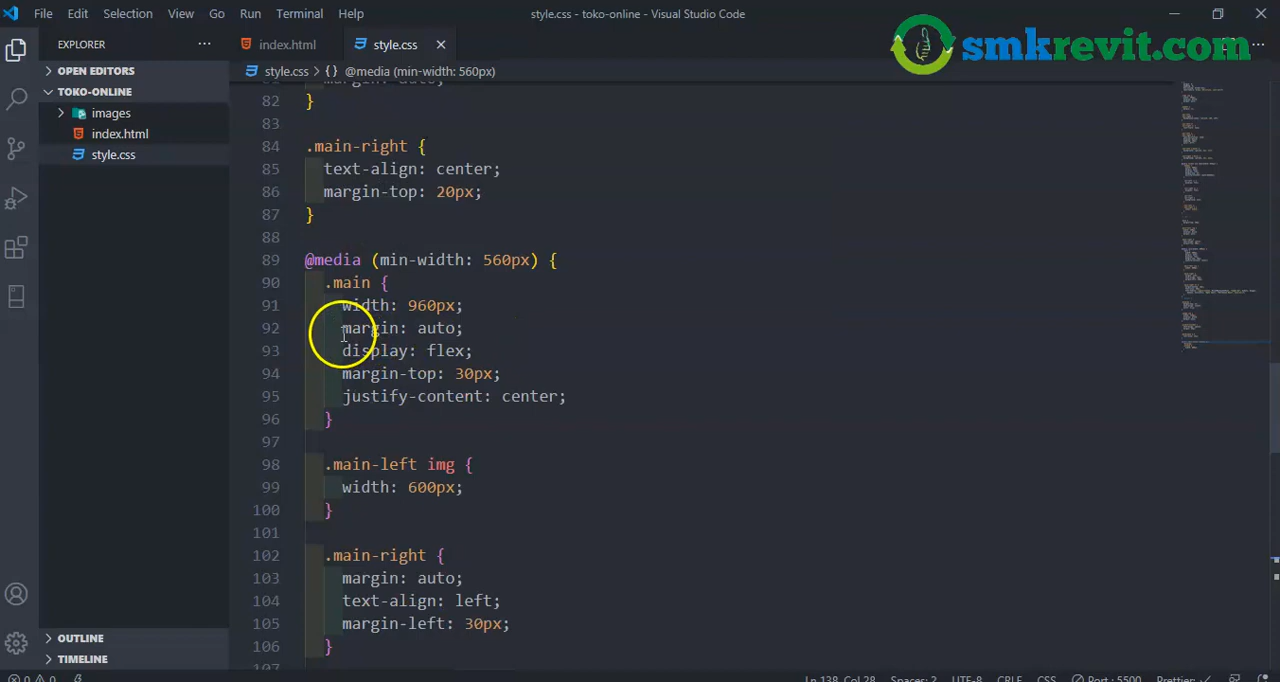 File Edit Selection View Go Run Terminal Help
style.css - toko-online - Visual Studio Code
smkrevit.com
EXPLORER
index.html
style.css
style.css > {} @media (min-width: 560px)
OPEN EDITORS
TOKO-ONLINE
images
index.html
style.css
OUTLINE
TIMELINE
82 }
83
84 .main-right {
85 text-align: center;
86 margin-top: 20px;
87 }
88
89 @media (min-width: 560px) {
90 .main {
91 width: 960px;
92 margin: auto;
93 display: flex;
94 margin-top: 30px;
95 justify-content: center;
96 }
97
98 .main-left img {
99 width: 600px;
100 }
101
102 .main-right {
103 margin: auto;
104 text-align: left;
105 margin-left: 30px;
106 }
107
0 0 Ln 138, Col 28 Spaces: 2 UTF-8 CRLF CSS Port : 5500 Prettier